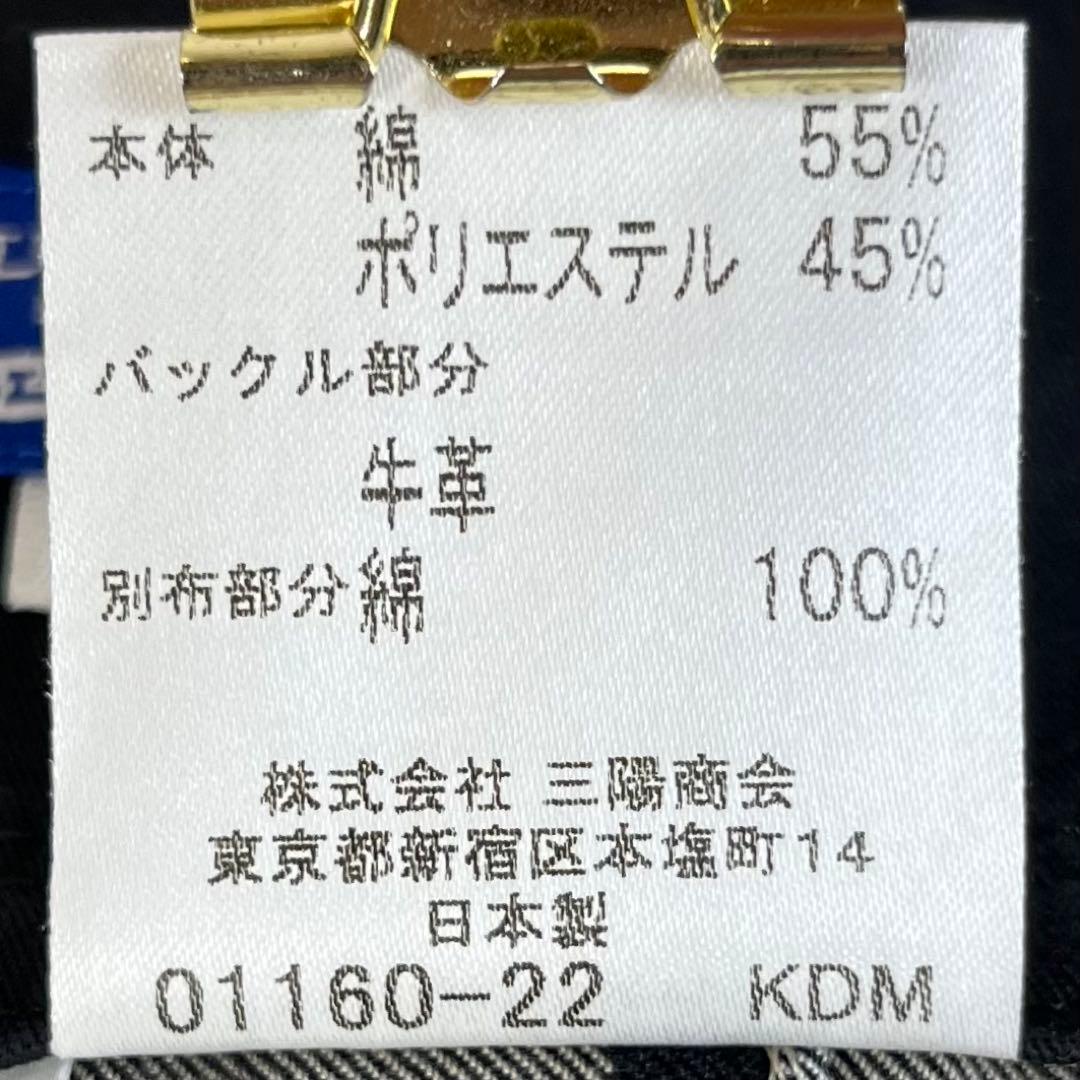 本体 綿 55%
ポリエステル 45%
バックル部分
牛革
別布部分 綿 100%
株式会社 三陽商会
東京都新宿区本塩町14
日本製
01160-22 KDM